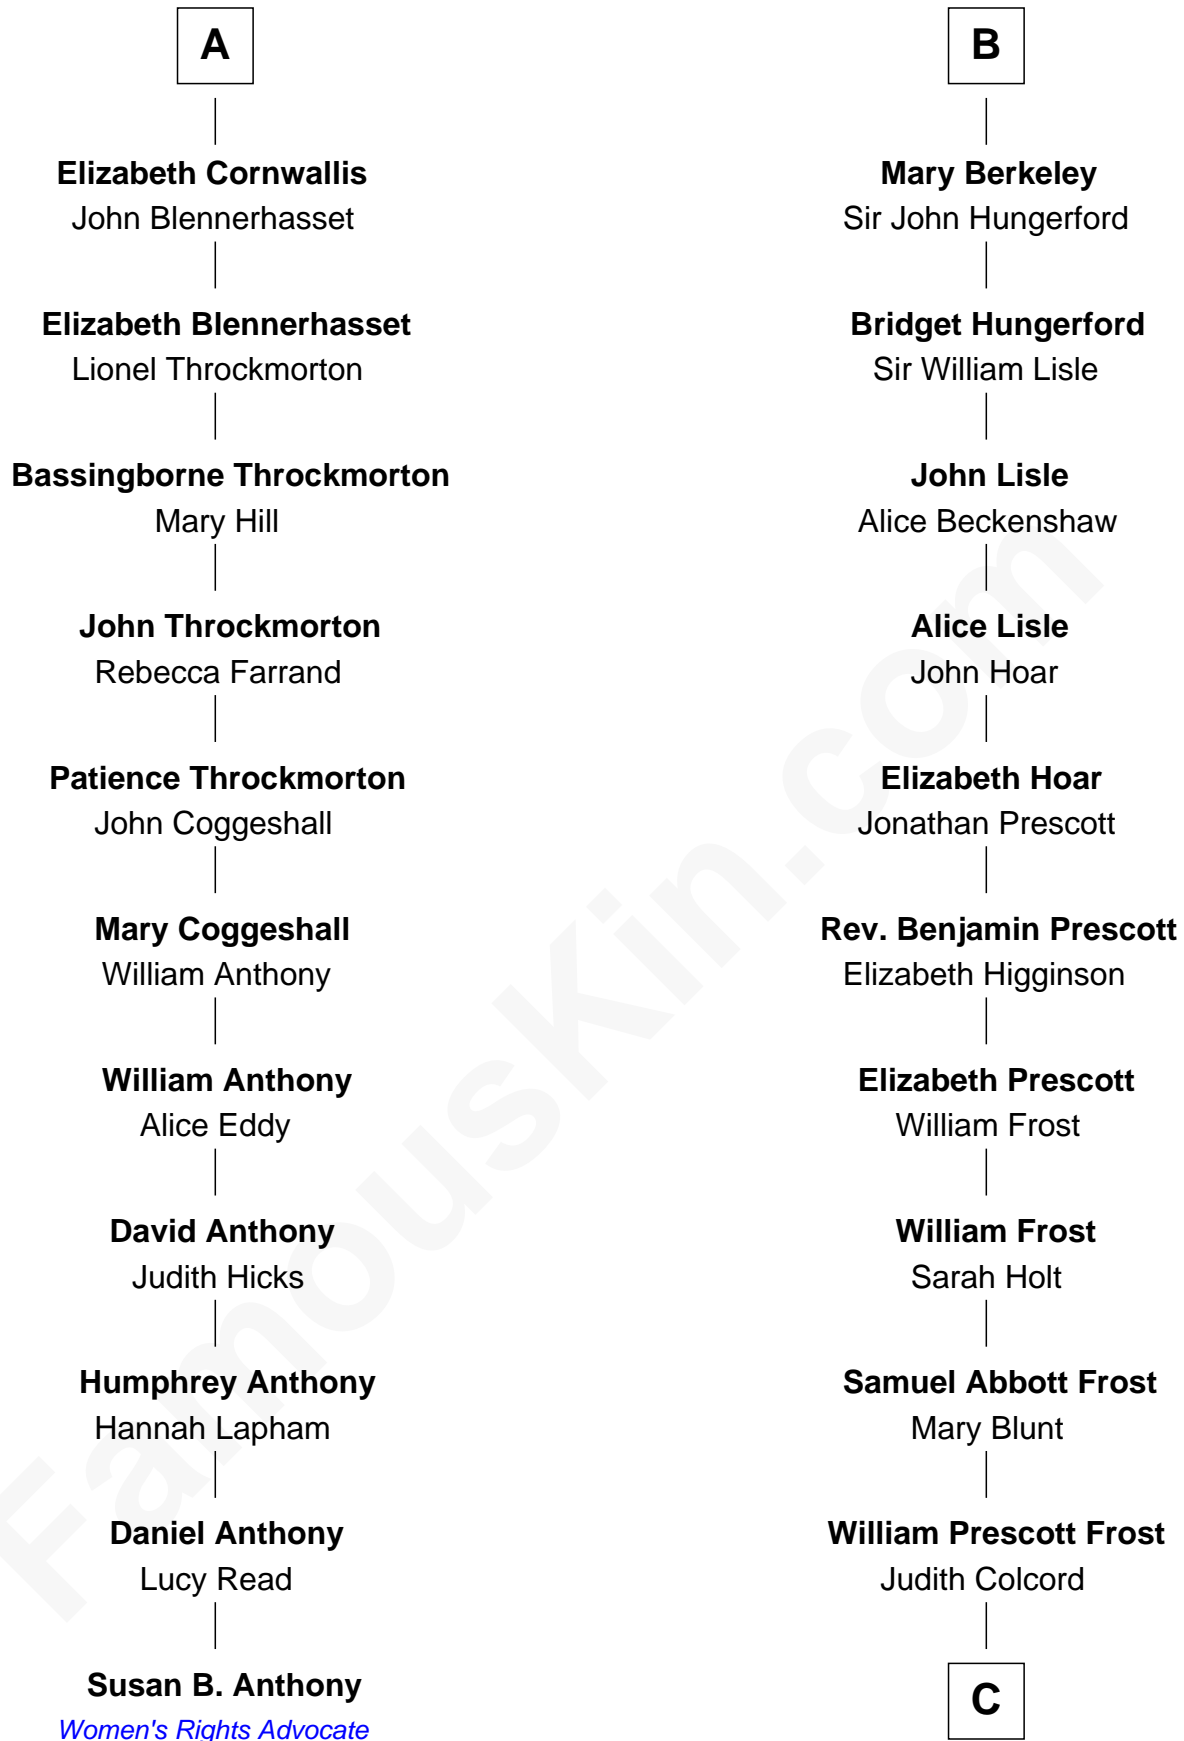 A
Elizabeth Cornwallis
John Blennerhasset
Elizabeth Blennerhasset
Lionel Throckmorton
Bassingborne Throckmorton
Mary Hill
John Throckmorton
Rebecca Farrand
Patience Throckmorton
John Coggeshall
Mary Coggeshall
William Anthony
William Anthony
Alice Eddy
David Anthony
Judith Hicks
Humphrey Anthony
Hannah Lapham
Daniel Anthony
Lucy Read
Susan B. Anthony
Women's Rights Advocate
B
Mary Berkeley
Sir John Hungerford
Bridget Hungerford
Sir William Lisle
John Lisle
Alice Beckenshaw
Alice Lisle
John Hoar
Elizabeth Hoar
Jonathan Prescott
Rev. Benjamin Prescott
Elizabeth Higginson
Elizabeth Prescott
William Frost
William Frost
Sarah Holt
Samuel Abbott Frost
Mary Blunt
William Prescott Frost
Judith Colcord
C
FamousKin.com